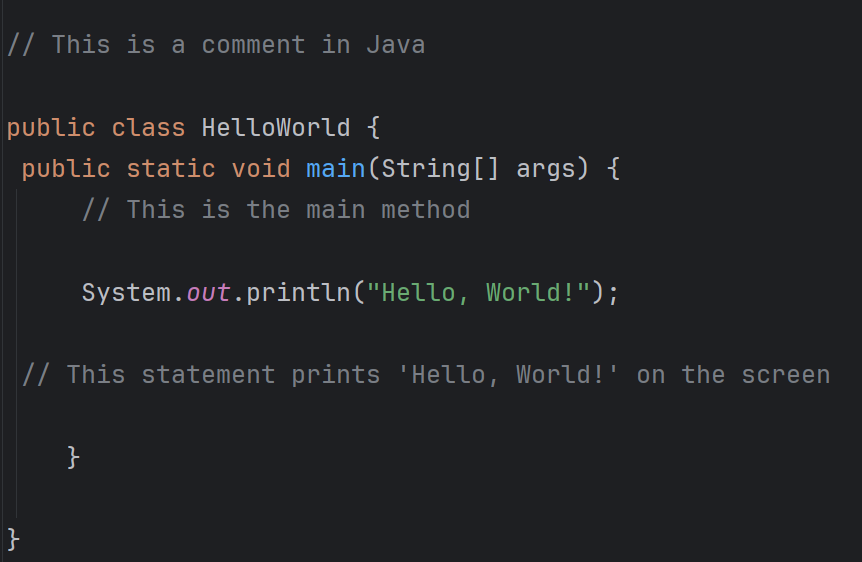 // This is a comment in Java
public class HelloWorld {
public static void main(String[] args) {
// This is the main method
System.out.println("Hello, World!");
// This statement prints 'Hello, World!' on the screen
}
}